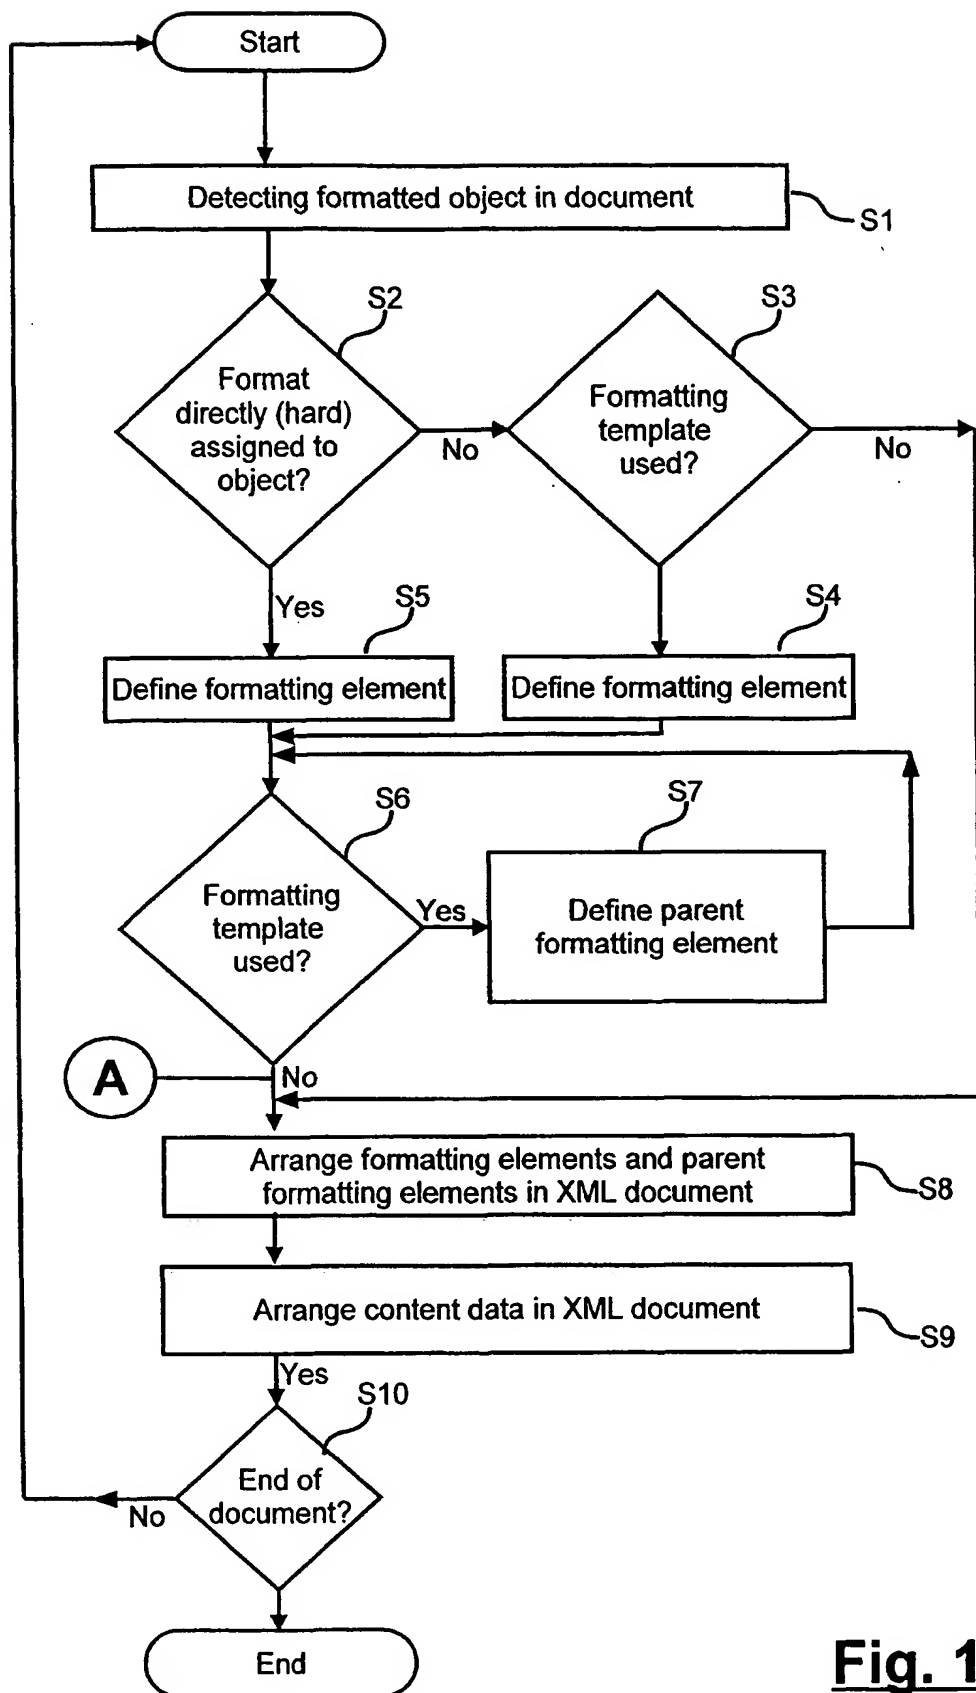 Start
Detecting formatted object in document
S1
S2
Format
directly (hard)
assigned to
object?
No
S3
Formatting
template
used?
No
Yes
S5
Define formatting element
S4
Define formatting element
S6
Formatting
template
used?
Yes
S7
Define parent
formatting element
A
No
Arrange formatting elements and parent
formatting elements in XML document
S8
Arrange content data in XML document
S9
Yes
S10
End of
document?
No
End
Fig. 1